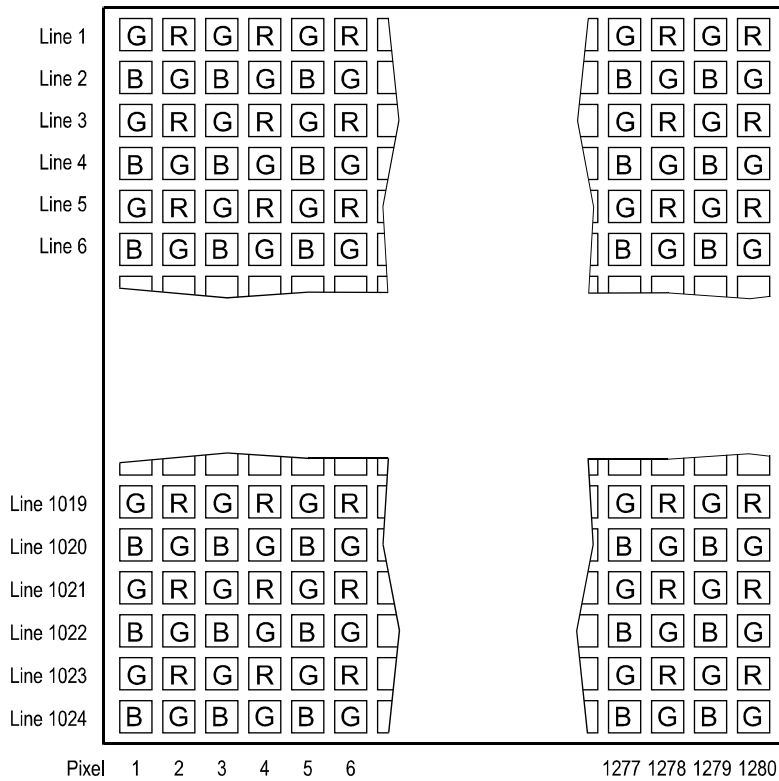 Line 1 G R G R G R G R G R
Line 2 B G B G B G B G B G
Line 3 G R G R G R G R G R
Line 4 B G B G B G B G B G
Line 5 G R G R G R G R G R
Line 6 B G B G B G B G B G
Line 1019 G R G R G R G R G R
Line 1020 B G B G B G B G B G
Line 1021 G R G R G R G R G R
Line 1022 B G B G B G B G B G
Line 1023 G R G R G R G R G R
Line 1024 B G B G B G B G B G
Pixel 1 2 3 4 5 6 1277 1278 1279 1280